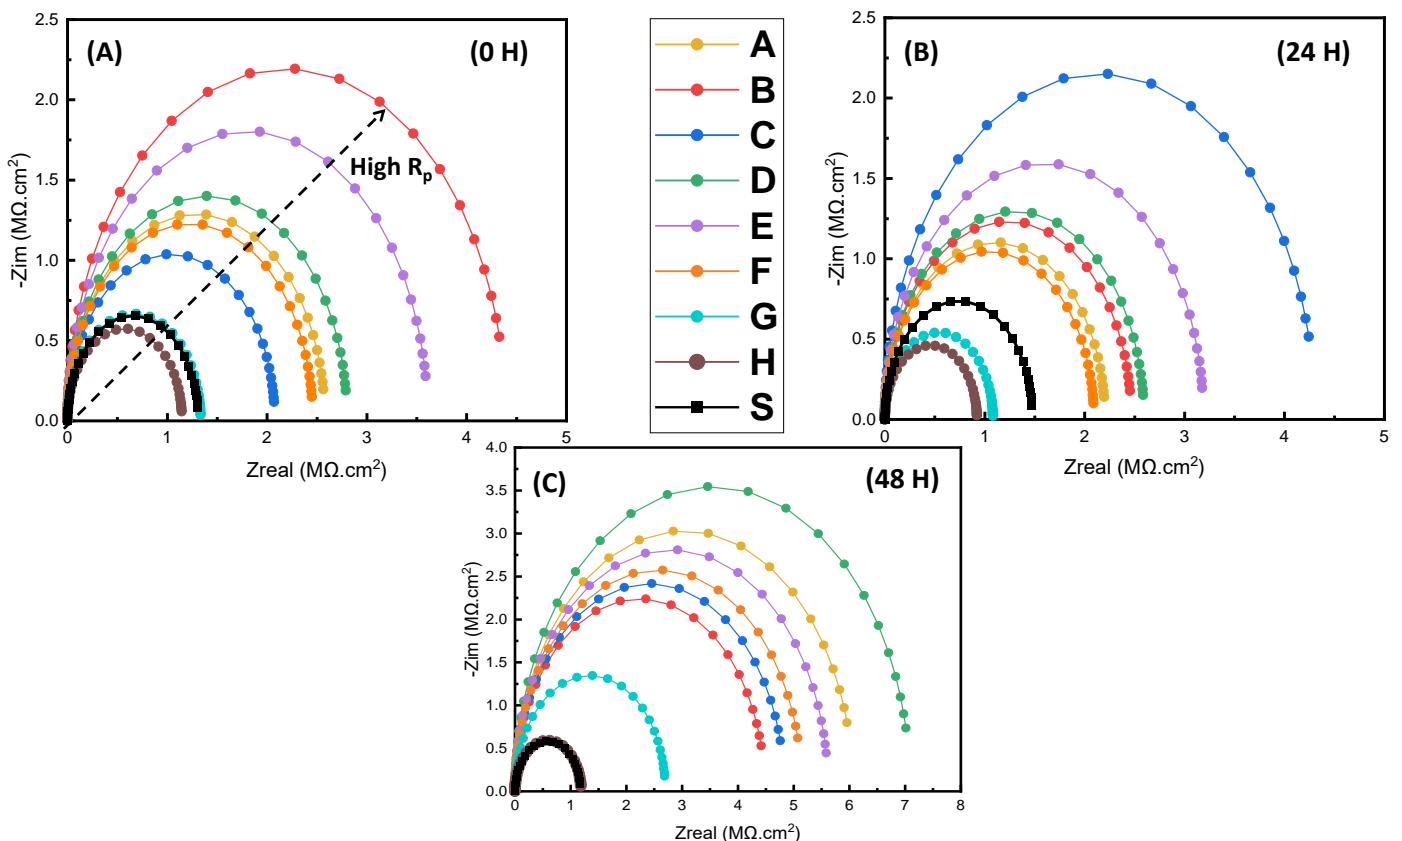 (A)
(0 H)
2.5
2.0
1.5
1.0
0.5
0.0
-Zim (MΩ.cm²)
High Rₚ
0 1 2 3 4 5
Zreal (MΩ.cm²)
A
B
C
D
E
F
G
H
S
(B)
(24 H)
2.5
2.0
1.5
1.0
0.5
0.0
-Zim (MΩ.cm²)
0 1 2 3 4 5
Zreal (MΩ.cm²)
(C)
(48 H)
4.0
3.5
3.0
2.5
2.0
1.5
1.0
0.5
0.0
-Zim (MΩ.cm²)
0 1 2 3 4 5 6 7 8
Zreal (MΩ.cm²)